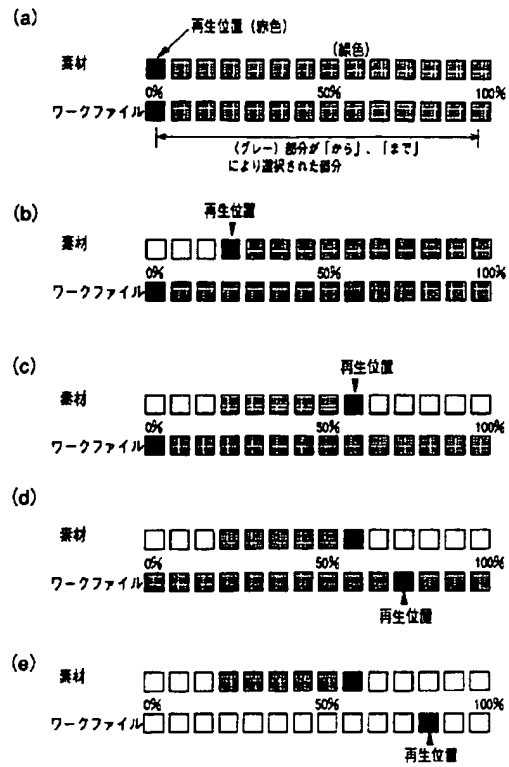 (a)
再生位置 (赤色)
(緑色)
素材
0% 50% 100%
ワークファイル
(グレー) 部分が「から」、「まで」
により選択された部分
(b)
再生位置
素材
0% 50% 100%
ワークファイル
(c)
再生位置
素材
0% 50% 100%
ワークファイル
(d)
素材
0% 50% 100%
ワークファイル
再生位置
(e)
素材
0% 50% 100%
ワークファイル
再生位置